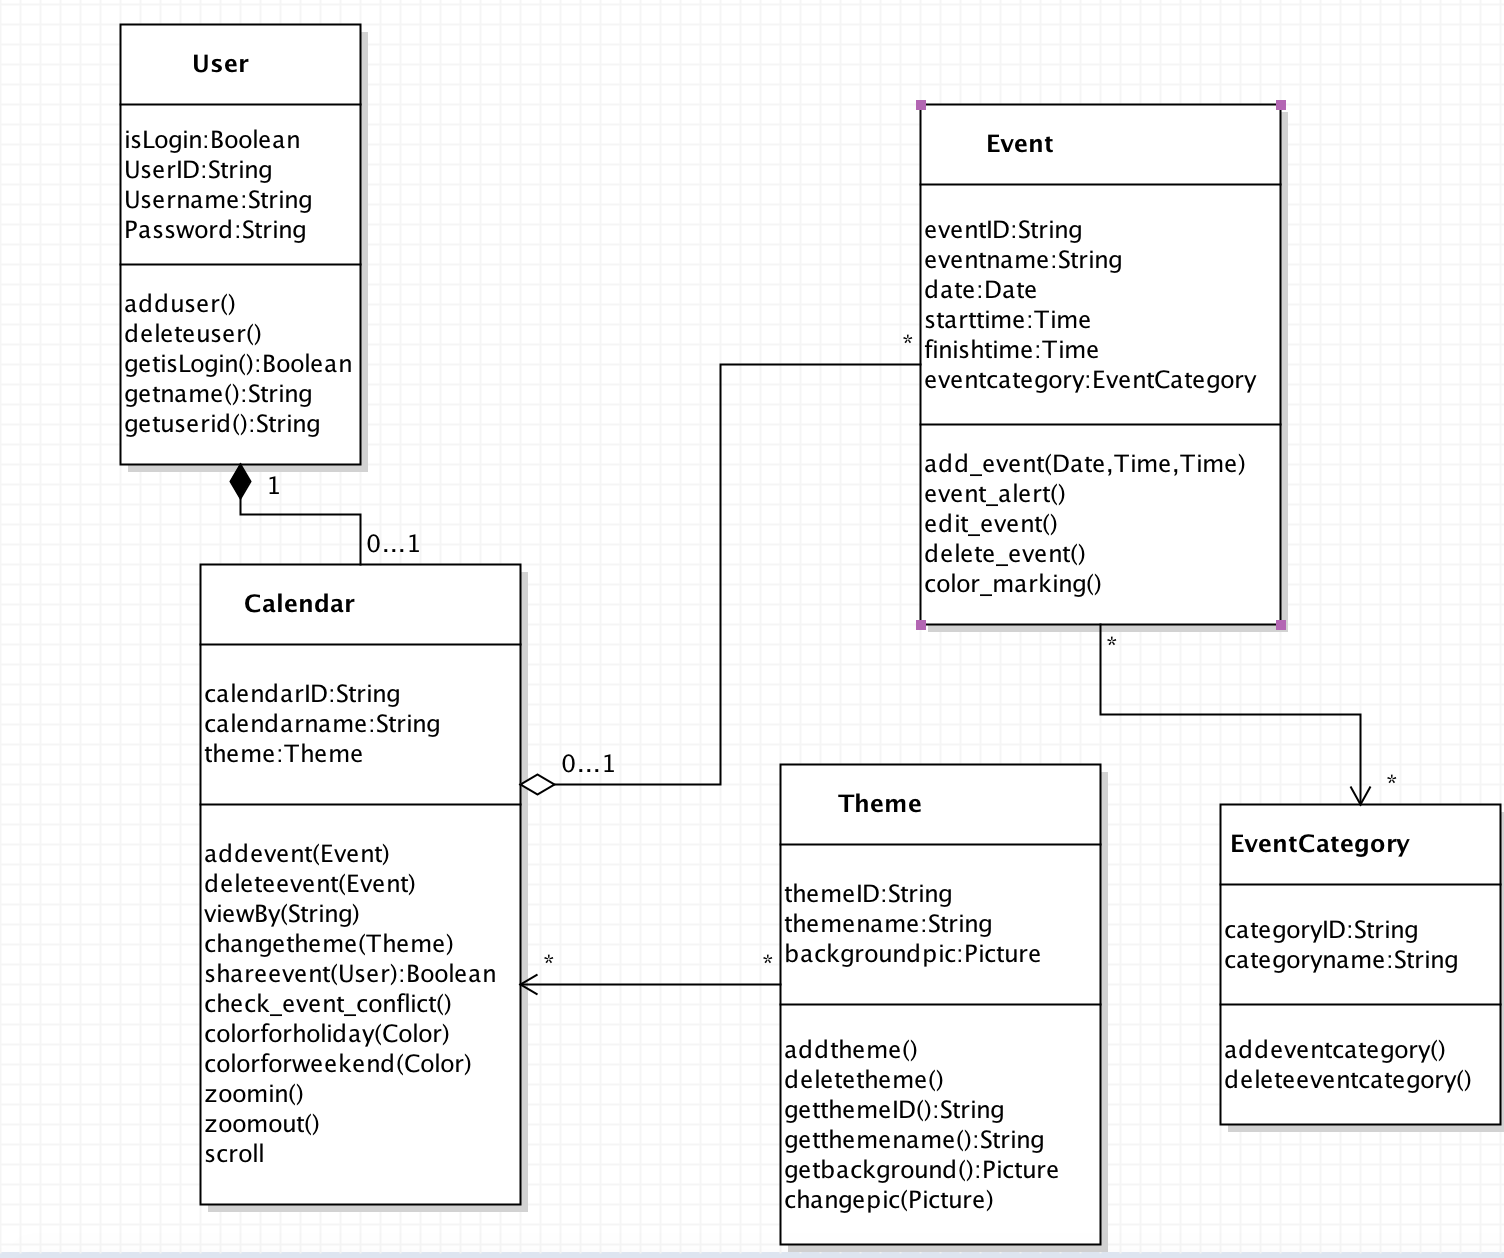 User
isLogin:Boolean
UserID:String
Username:String
Password:String
adduser()
deleteuser()
getisLogin():Boolean
getname():String
getuserid():String
1
0...1
Calendar
calendarID:String
calendarname:String
theme:Theme
addevent(Event)
deleteevent(Event)
viewBy(String)
changetheme(Theme)
shareevent(User):Boolean
check_event_conflict()
colorforholiday(Color)
colorforweekend(Color)
zoomin()
zoomout()
scroll
0...1
*
Event
eventID:String
eventname:String
date:Date
starttime:Time
finishtime:Time
eventcategory:EventCategory
add_event(Date,Time,Time)
event_alert()
edit_event()
delete_event()
color_marking()
*
*
*
*
Theme
themeID:String
themename:String
backgroundpic:Picture
addtheme()
deletetheme()
getthemeID():String
getthemename():String
getbackground():Picture
changepic(Picture)
EventCategory
categoryID:String
categoryname:String
addeventcategory()
deleteeventcategory()